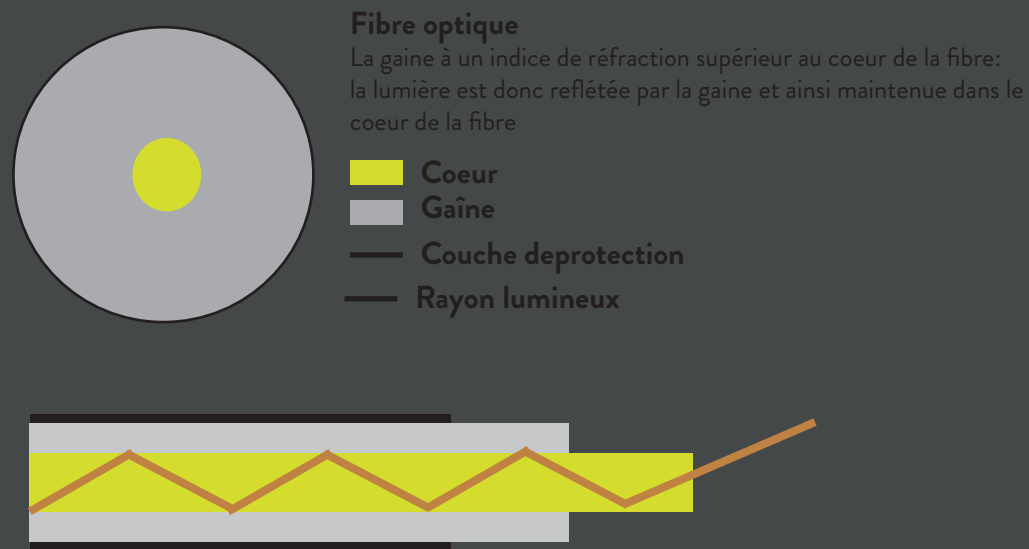 Fibre optique
La gaine à un indice de réfraction supérieur au coeur de la fibre:
la lumière est donc reflétée par la gaine et ainsi maintenue dans le
coeur de la fibre
Coeur
Gaîne
Couche deprotection
Rayon lumineux